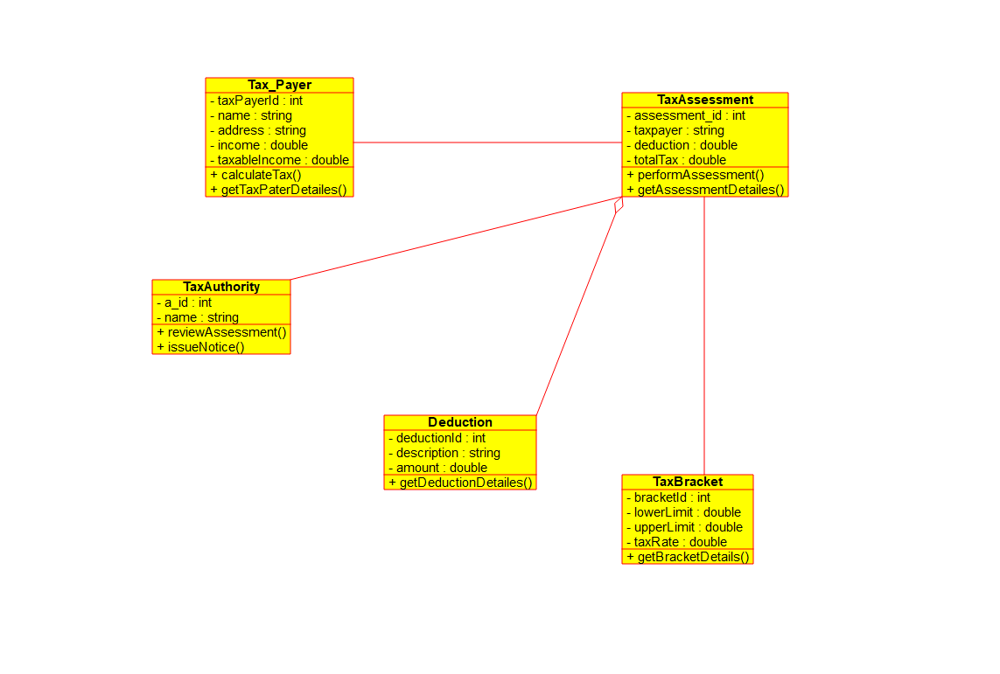 Tax_Payer
- taxPayerId : int
- name : string
- address : string
- income : double
- taxableIncome : double
+ calculateTax()
+ getTaxPaterDetailes()
TaxAssessment
- assessment_id : int
- taxpayer : string
- deduction : double
- totalTax : double
+ performAssessment()
+ getAssessmentDetailes()
TaxAuthority
- a_id : int
- name : string
+ reviewAssessment()
+ issueNotice()
Deduction
- deductionId : int
- description : string
- amount : double
+ getDeductionDetailes()
TaxBracket
- bracketId : int
- lowerLimit : double
- upperLimit : double
- taxRate : double
+ getBracketDetails()